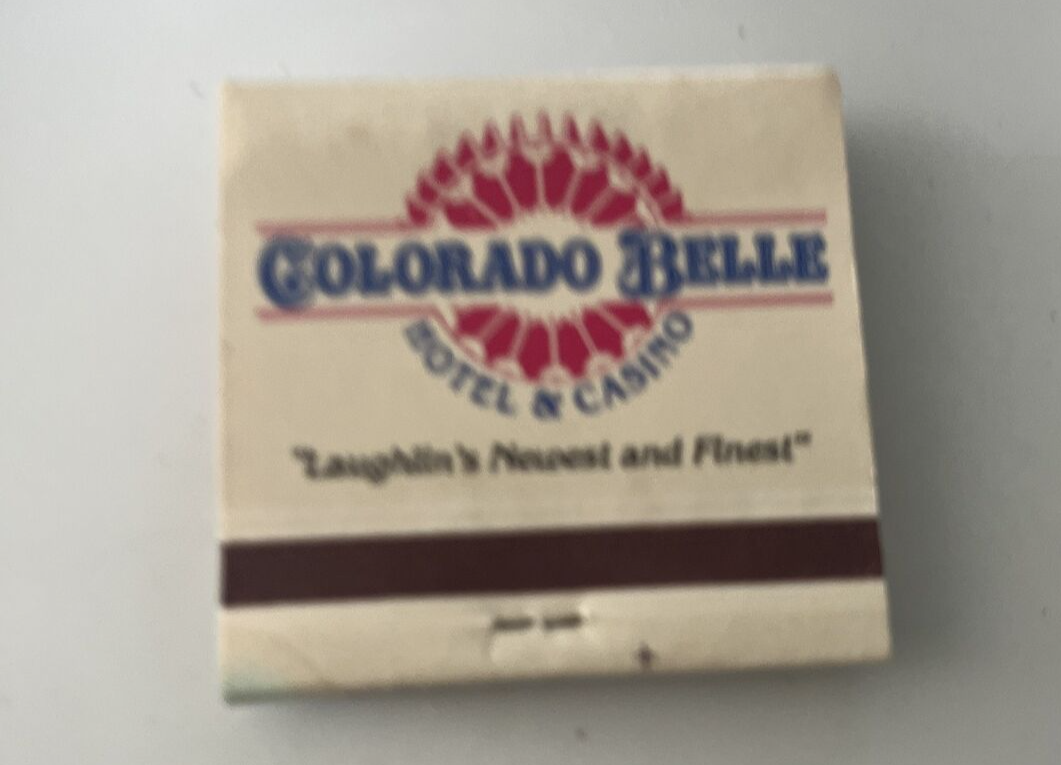 COLORADO BELLE
HOTEL & CASINO
"Laughlin's Newest and Finest"